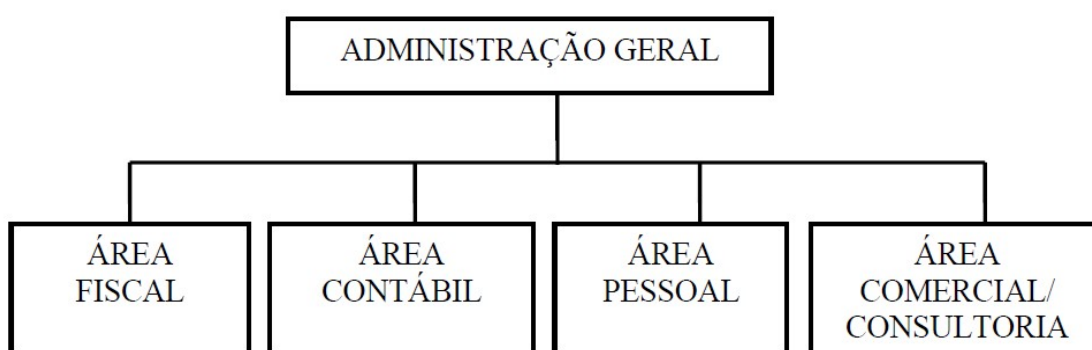 ADMINISTRAÇÃO GERAL
ÁREA
FISCAL
ÁREA
CONTÁBIL
ÁREA
PESSOAL
ÁREA
COMERCIAL/
CONSULTORIA